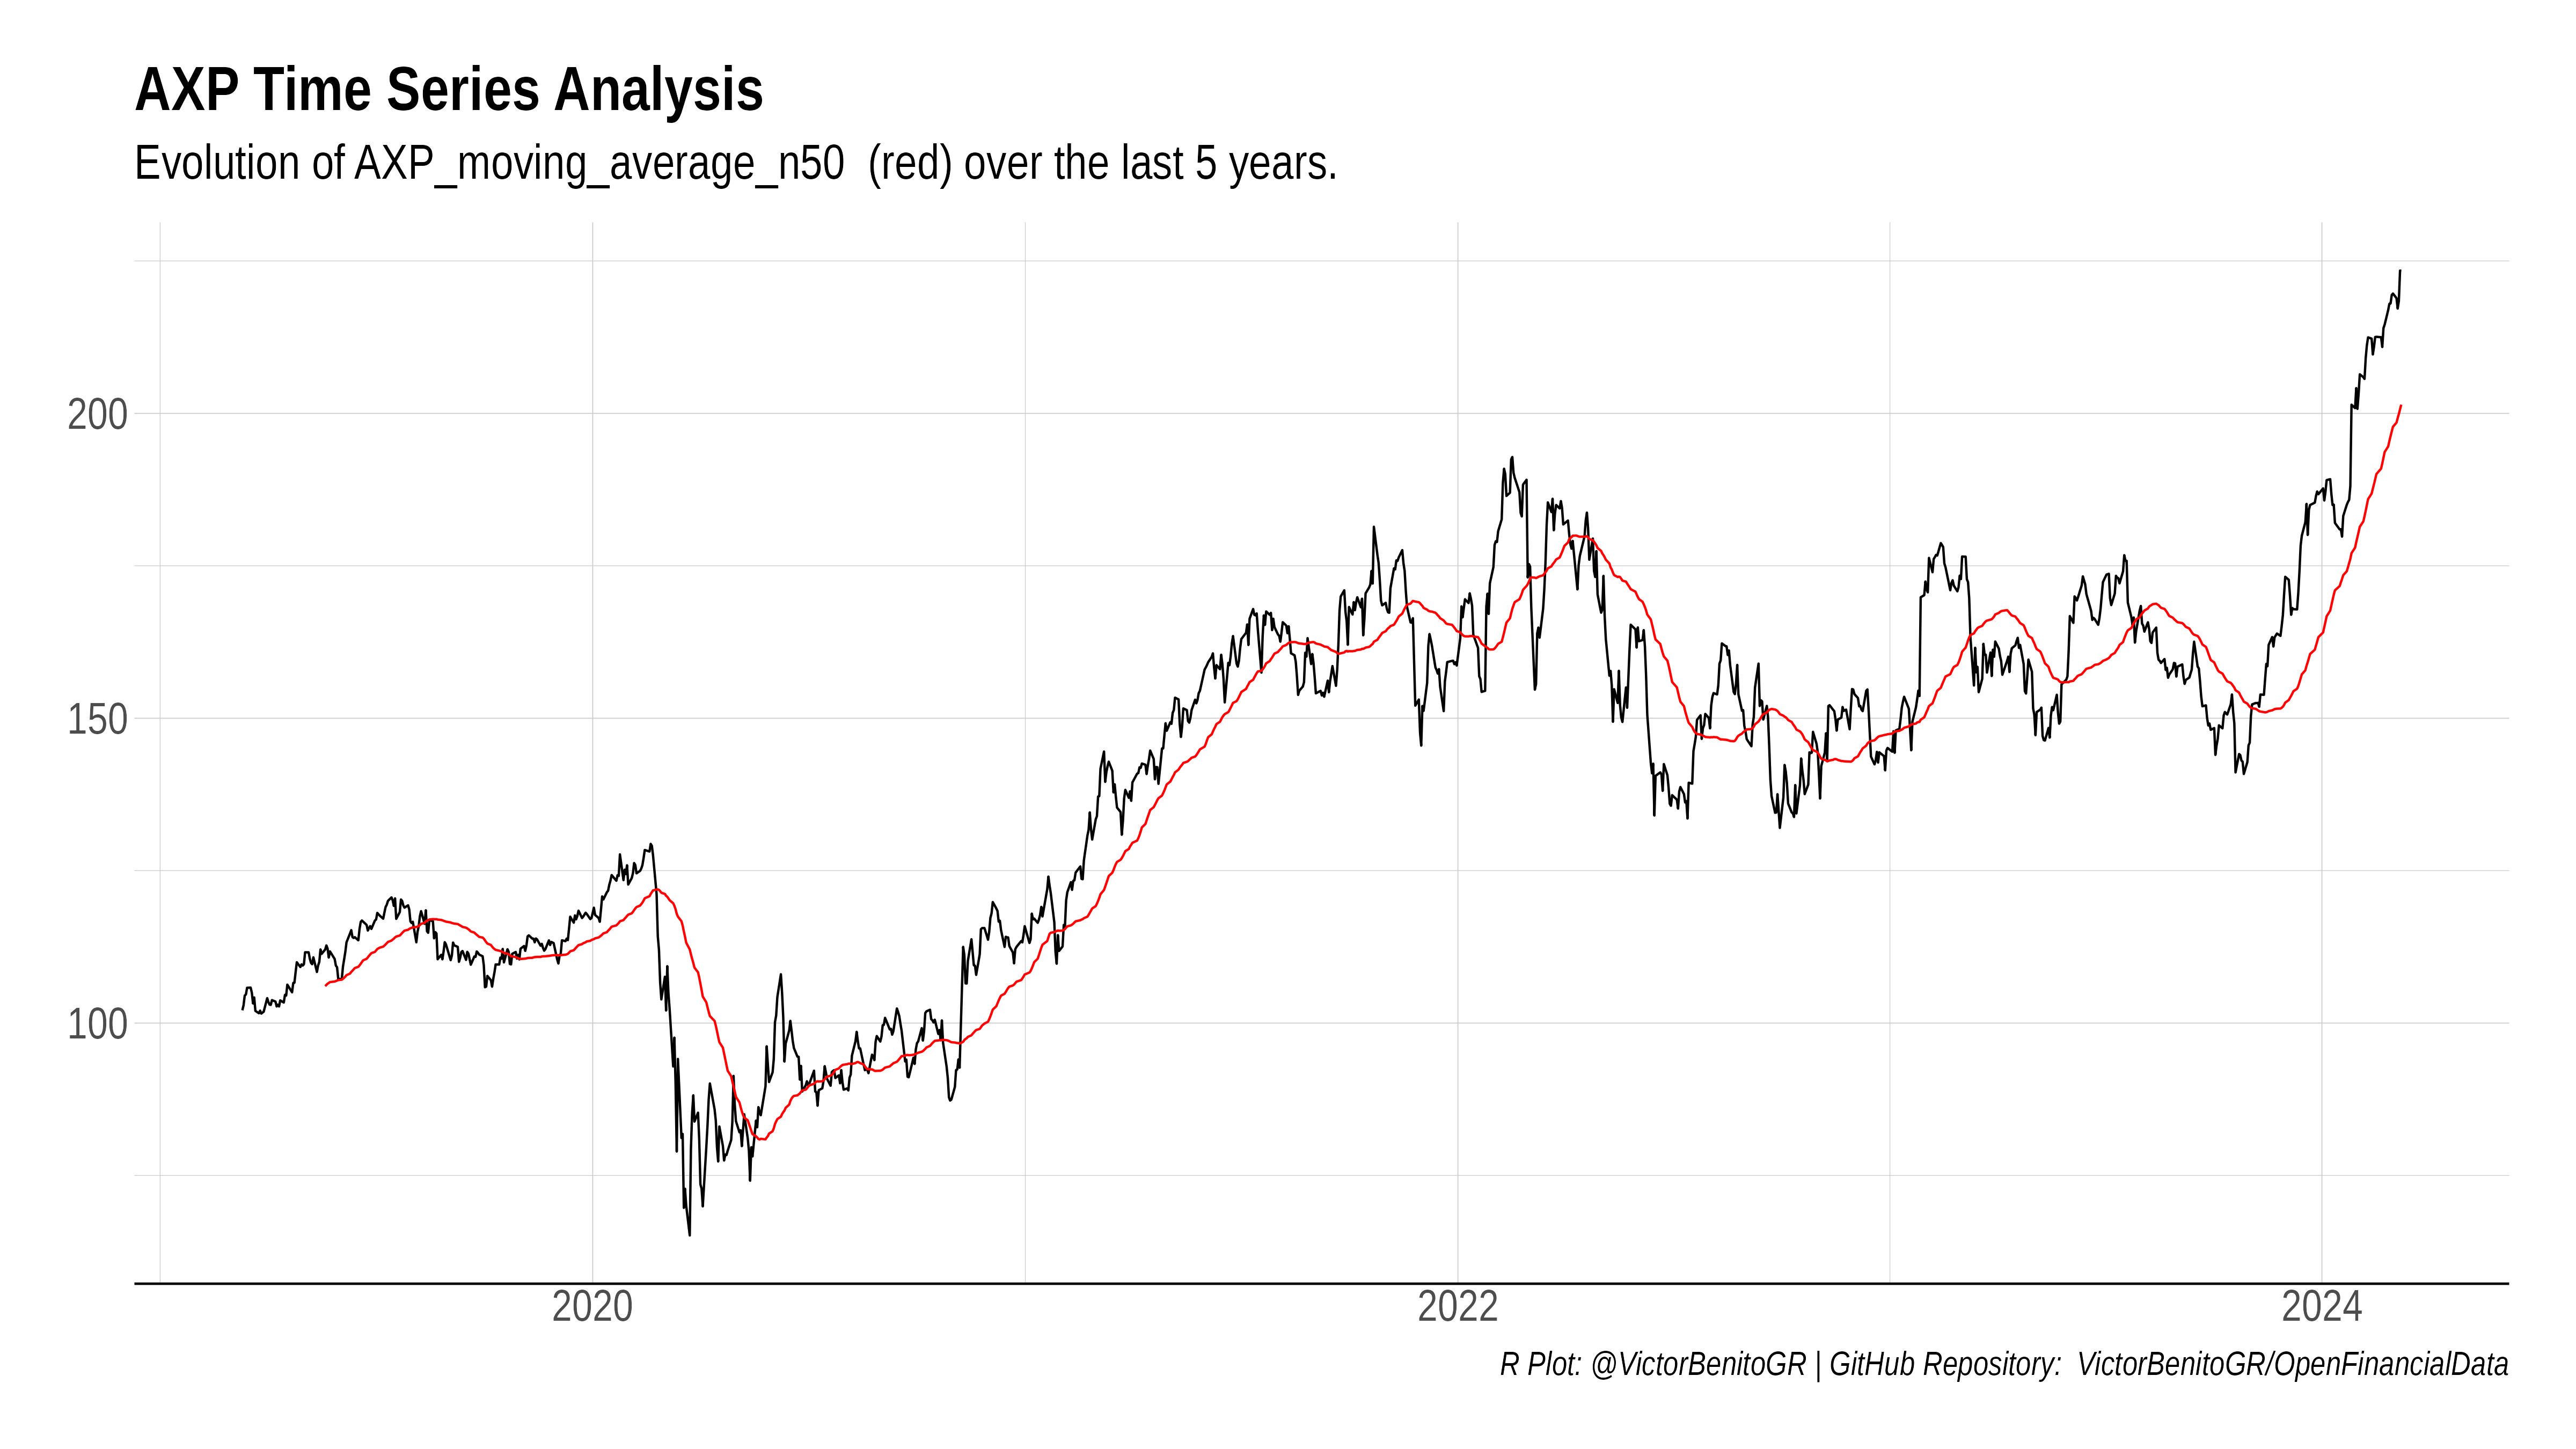 AXP Time Series Analysis
Evolution of AXP_moving_average_n50  (red) over the last 5 years.
200
150
100
2020 2022 2024
R Plot: @VictorBenitoGR | GitHub Repository:  VictorBenitoGR/OpenFinancialData